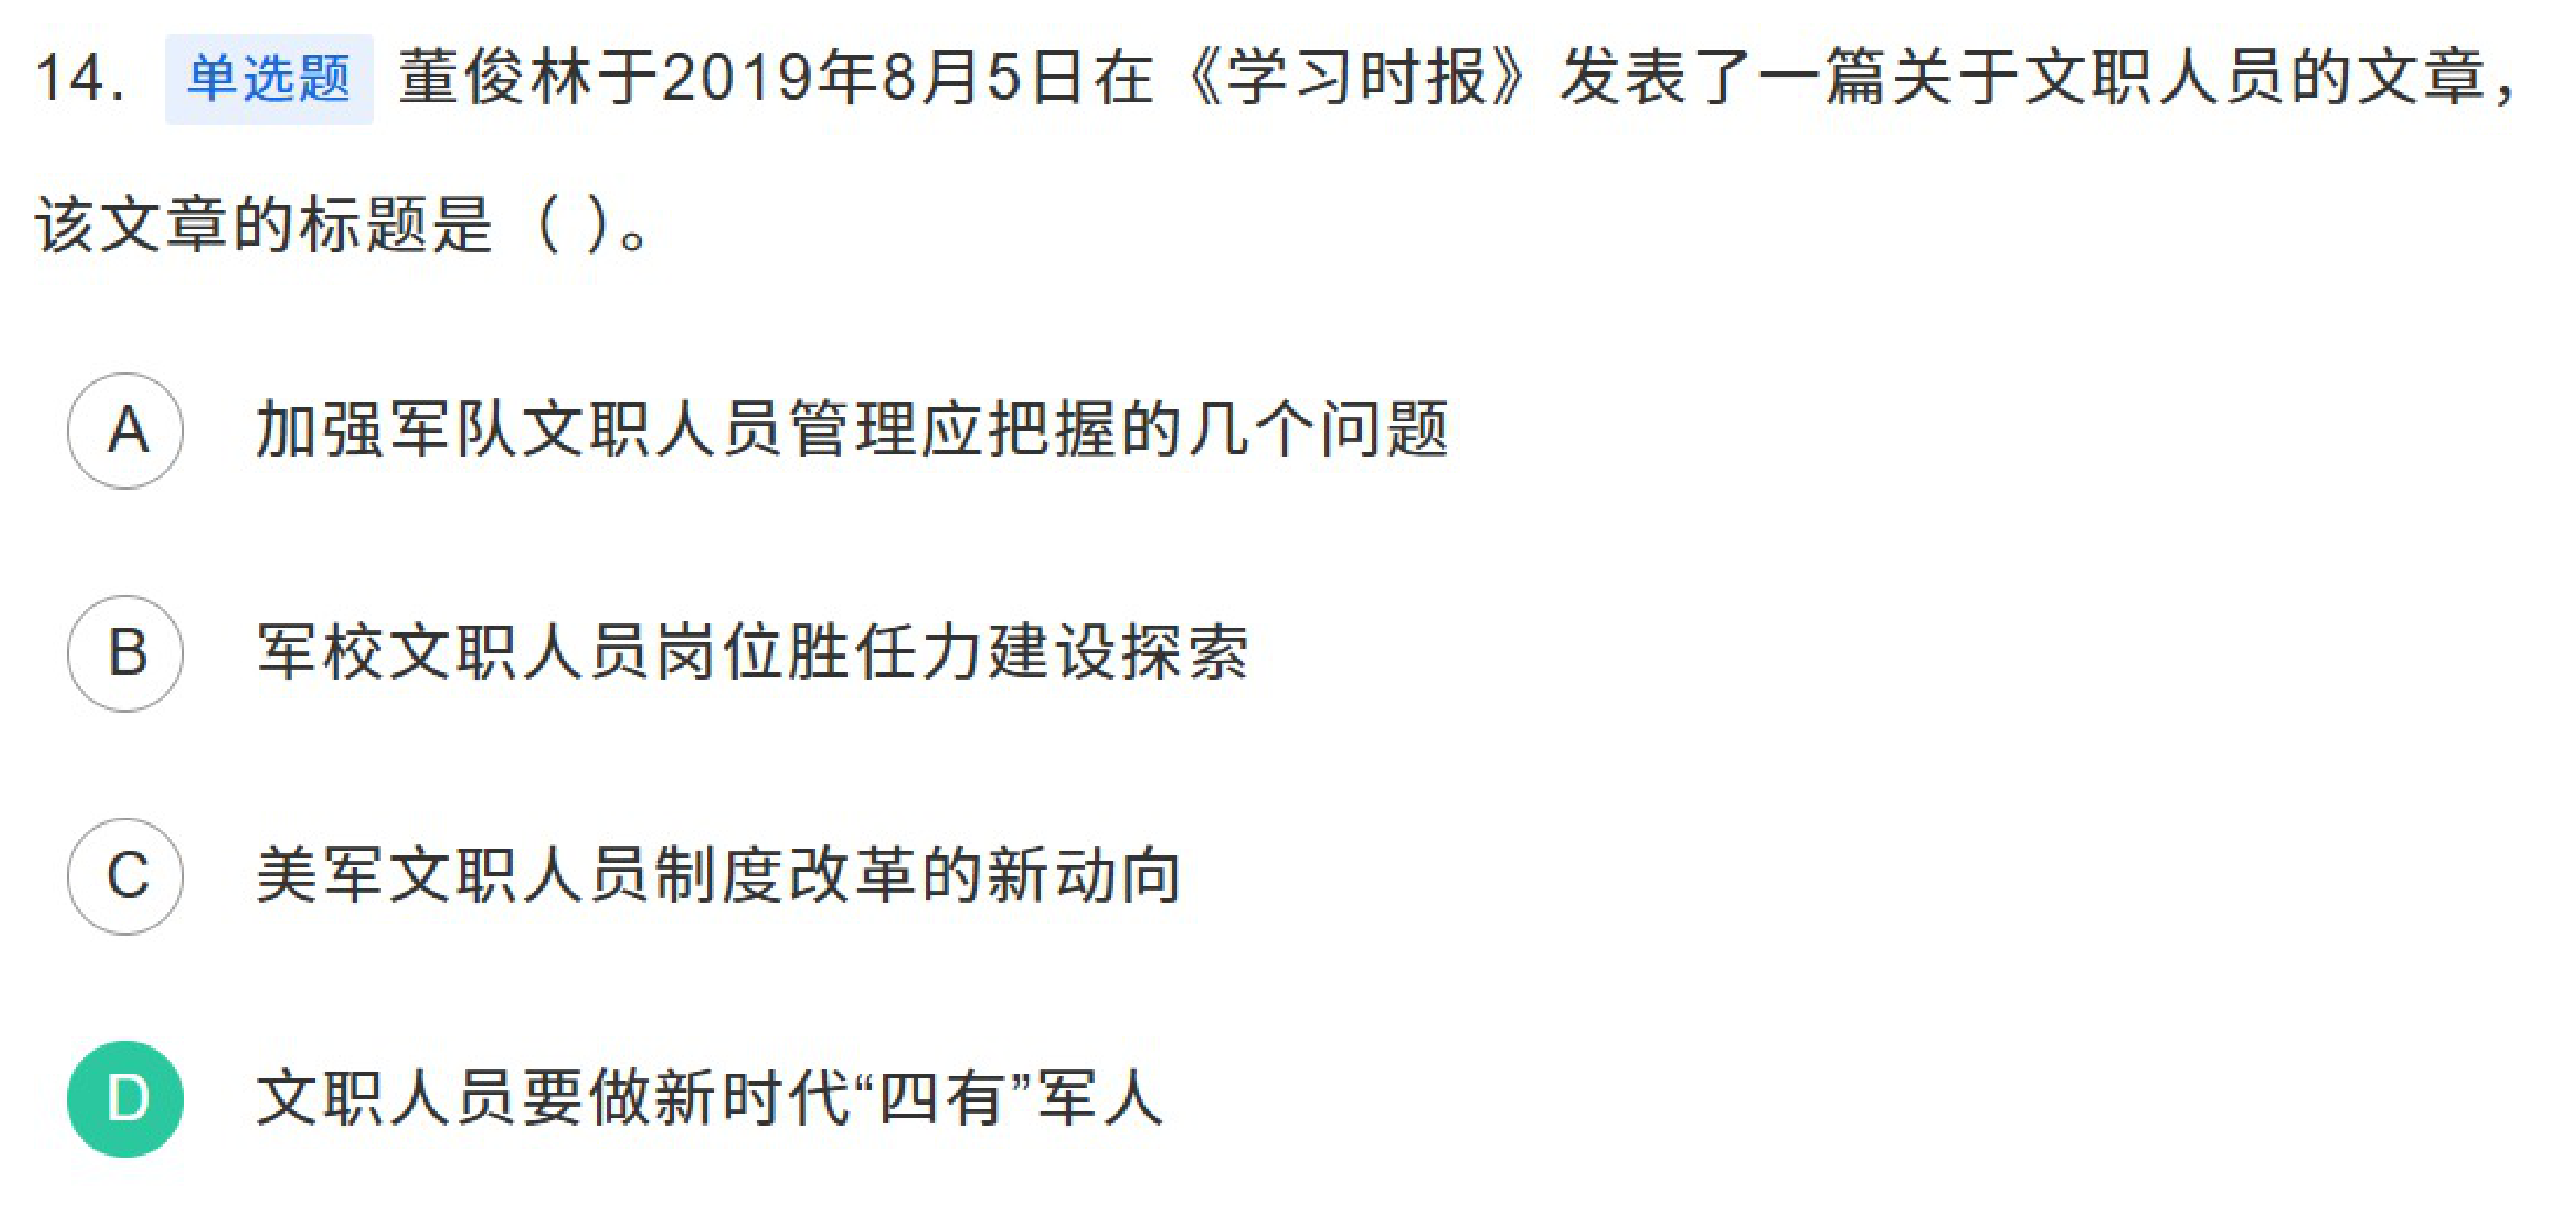 14. 单选题 董俊林于2019年8月5日在《学习时报》发表了一篇关于文职人员的文章，
该文章的标题是（ ）。
A 加强军队文职人员管理应把握的几个问题
B 军校文职人员岗位胜任力建设探索
C 美军文职人员制度改革的新动向
D 文职人员要做新时代“四有”军人